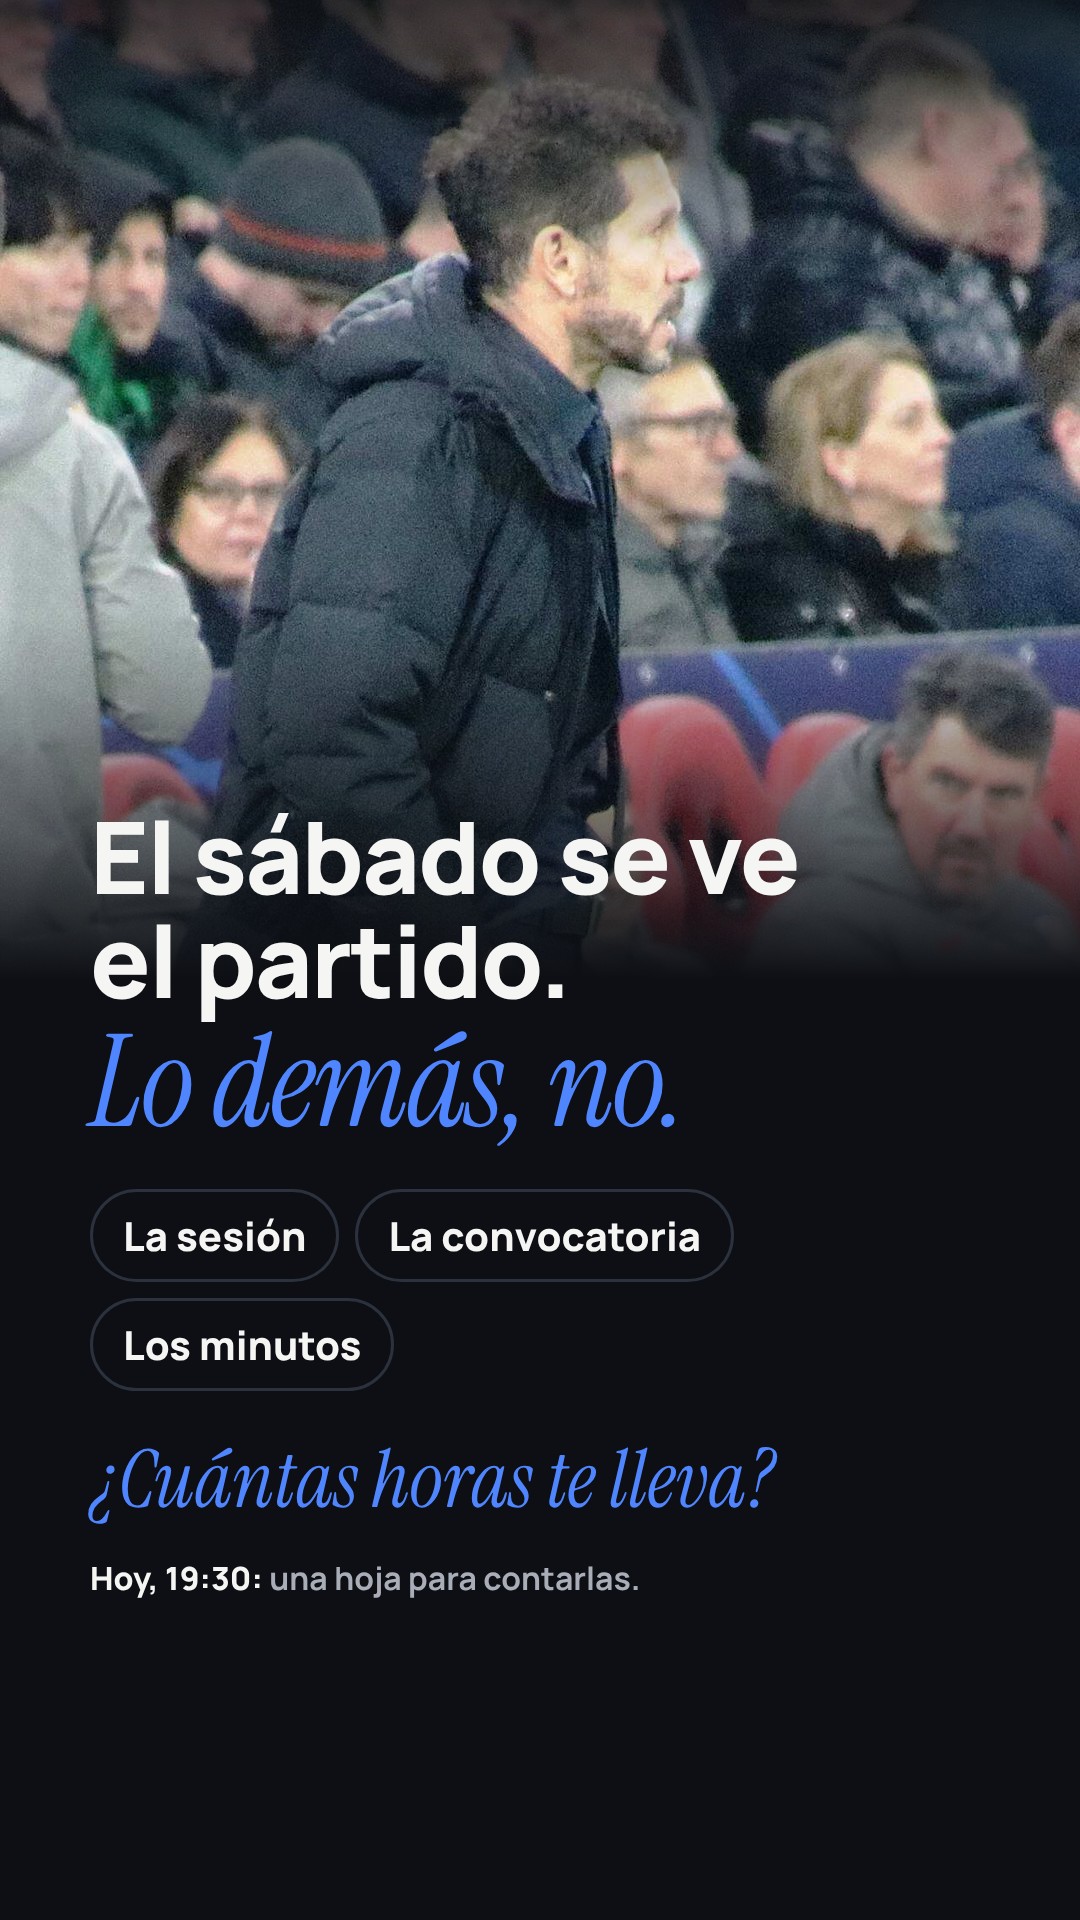 El sábado se ve
el partido.
Lo demás, no.
La sesión
La convocatoria
Los minutos
¿Cuántas horas te lleva?
Hoy, 19:30: una hoja para contarlas.